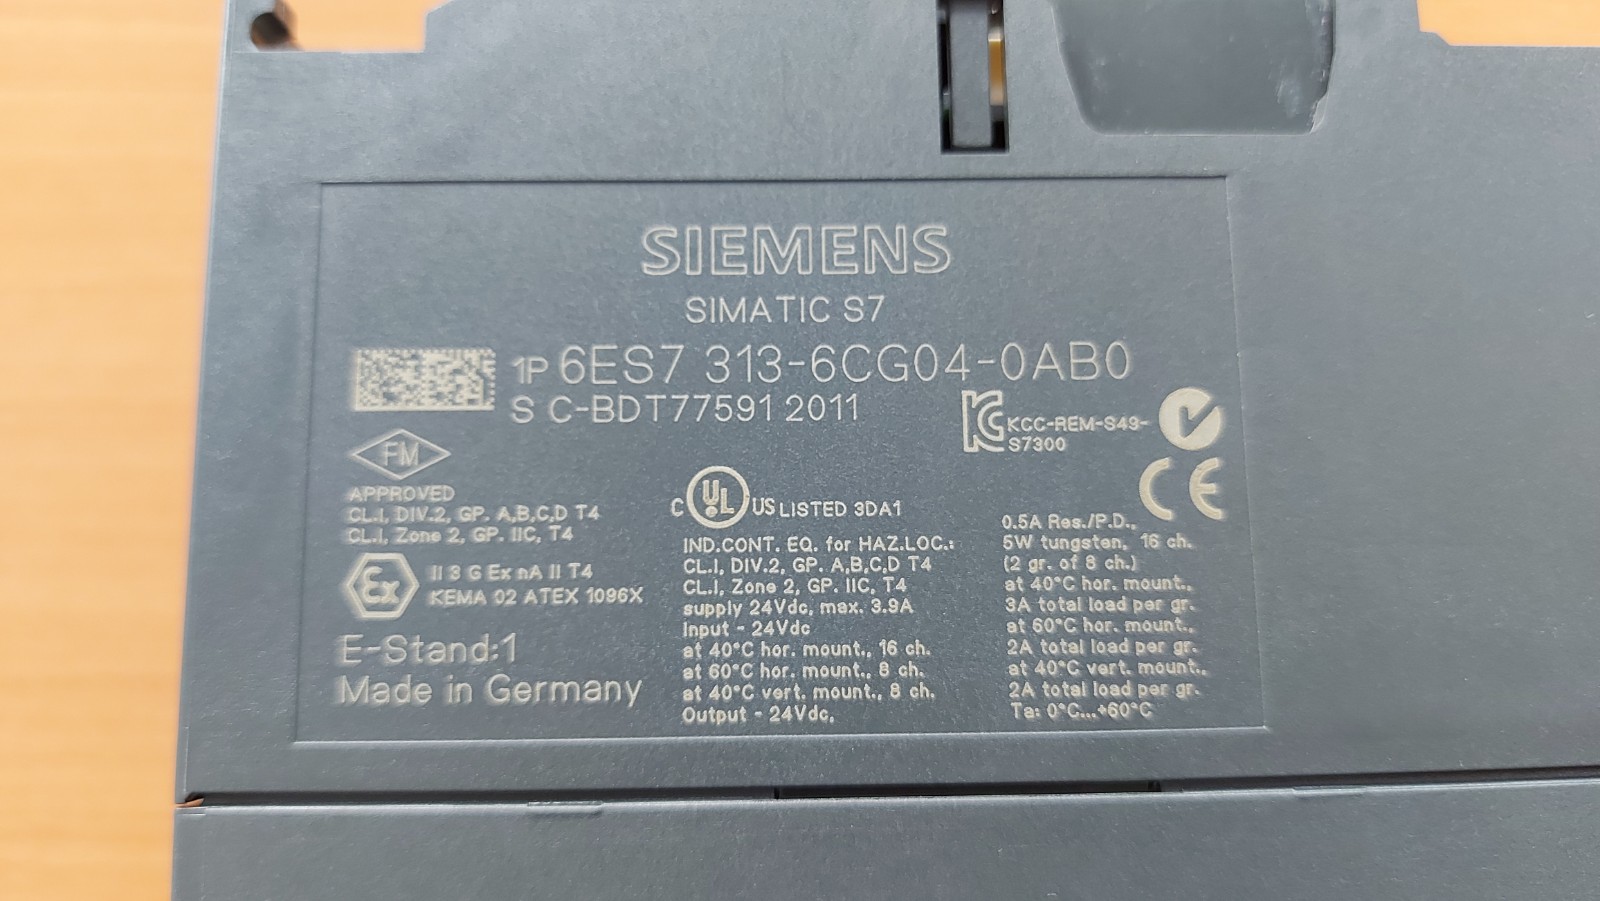 SIEMENS
SIMATIC S7
1P 6ES7 313-6CG04-0AB0
S C-BDT77591 2011
KCC-REM-S49-
S7300
FM
APPROVED
CL.I, DIV.2, GP. A,B,C,D T4
CL.I, Zone 2, GP. IIC, T4
Ex II 3 G Ex nA II T4
KEMA 02 ATEX 1096X
E-Stand:1
Made in Germany
C UL US LISTED 3DA1
IND.CONT. EQ. for HAZ.LOC.:
CL.I, DIV.2, GP. A,B,C,D T4
CL.I, Zone 2, GP. IIC, T4
supply 24Vdc, max. 3.9A
Input - 24Vdc
at 40°C hor. mount., 16 ch.
at 60°C hor. mount., 8 ch.
at 40°C vert. mount., 8 ch.
Output - 24Vdc,
CE
0.5A Res./P.D.,
5W tungsten, 16 ch.
(2 gr. of 8 ch.)
at 40°C hor. mount.,
3A total load per gr.
at 60°C hor. mount.,
2A total load per gr.
at 40°C vert. mount.,
2A total load per gr.
Ta: 0°C...+60°C